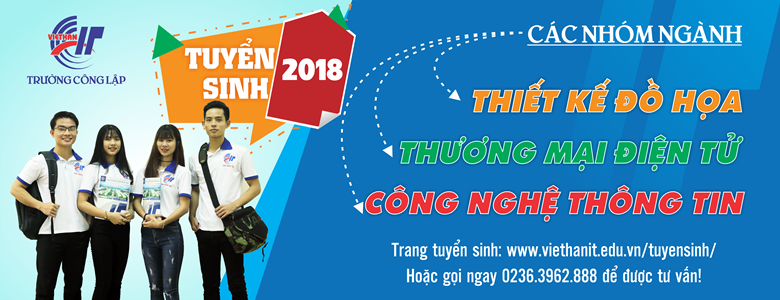 VIETHAN
IT
TRƯỜNG CÔNG LẬP
TUYỂN
SINH
2018
CÁC NHÓM NGÀNH
THIẾT KẾ ĐỒ HỌA
THƯƠNG MẠI ĐIỆN TỬ
CÔNG NGHỆ THÔNG TIN
Trang tuyển sinh: www.viethanit.edu.vn/tuyensinh/
Hoặc gọi ngay 0236.3962.888 để được tư vấn!